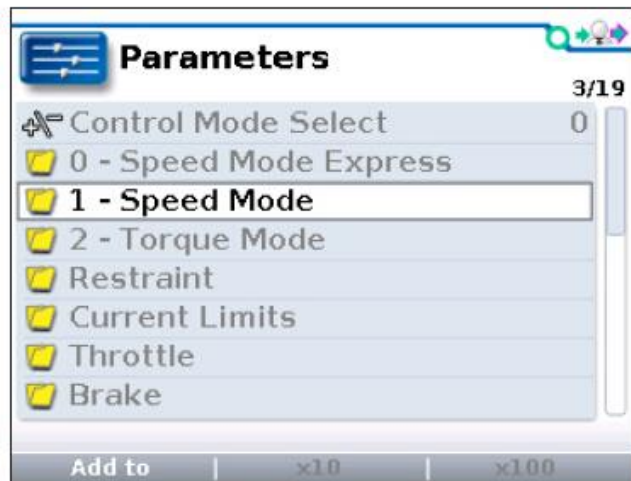 Parameters
3/19
Control Mode Select 0
0 - Speed Mode Express
1 - Speed Mode
2 - Torque Mode
Restraint
Current Limits
Throttle
Brake
Add to | x10 | x100